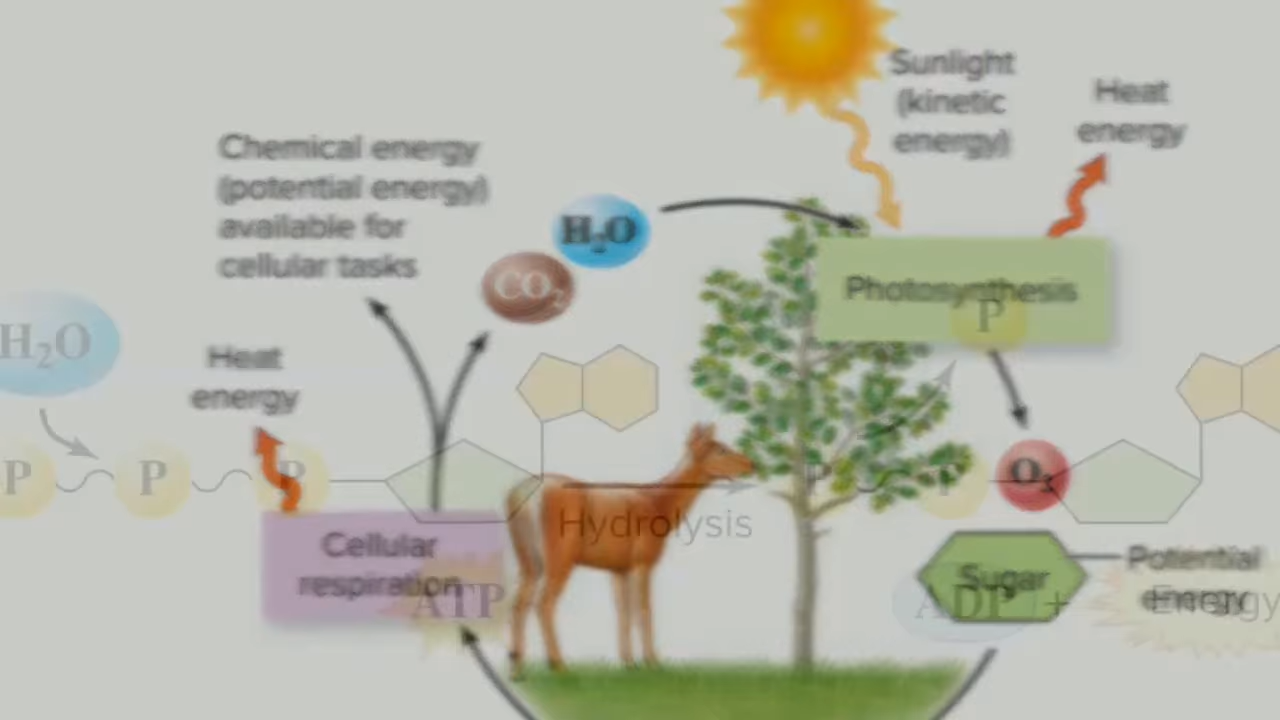 Sunlight
(kinetic
energy)
Heat
energy
Chemical energy
(potential energy)
available for
cellular tasks
H₂O
CO₂
Photosynthesis
P
H₂O
Heat
energy
P
P
P
P
P
O₂
Hydrolysis
Cellular
respiration
ATP
Sugar
ADP +
Potential
energy
Energy